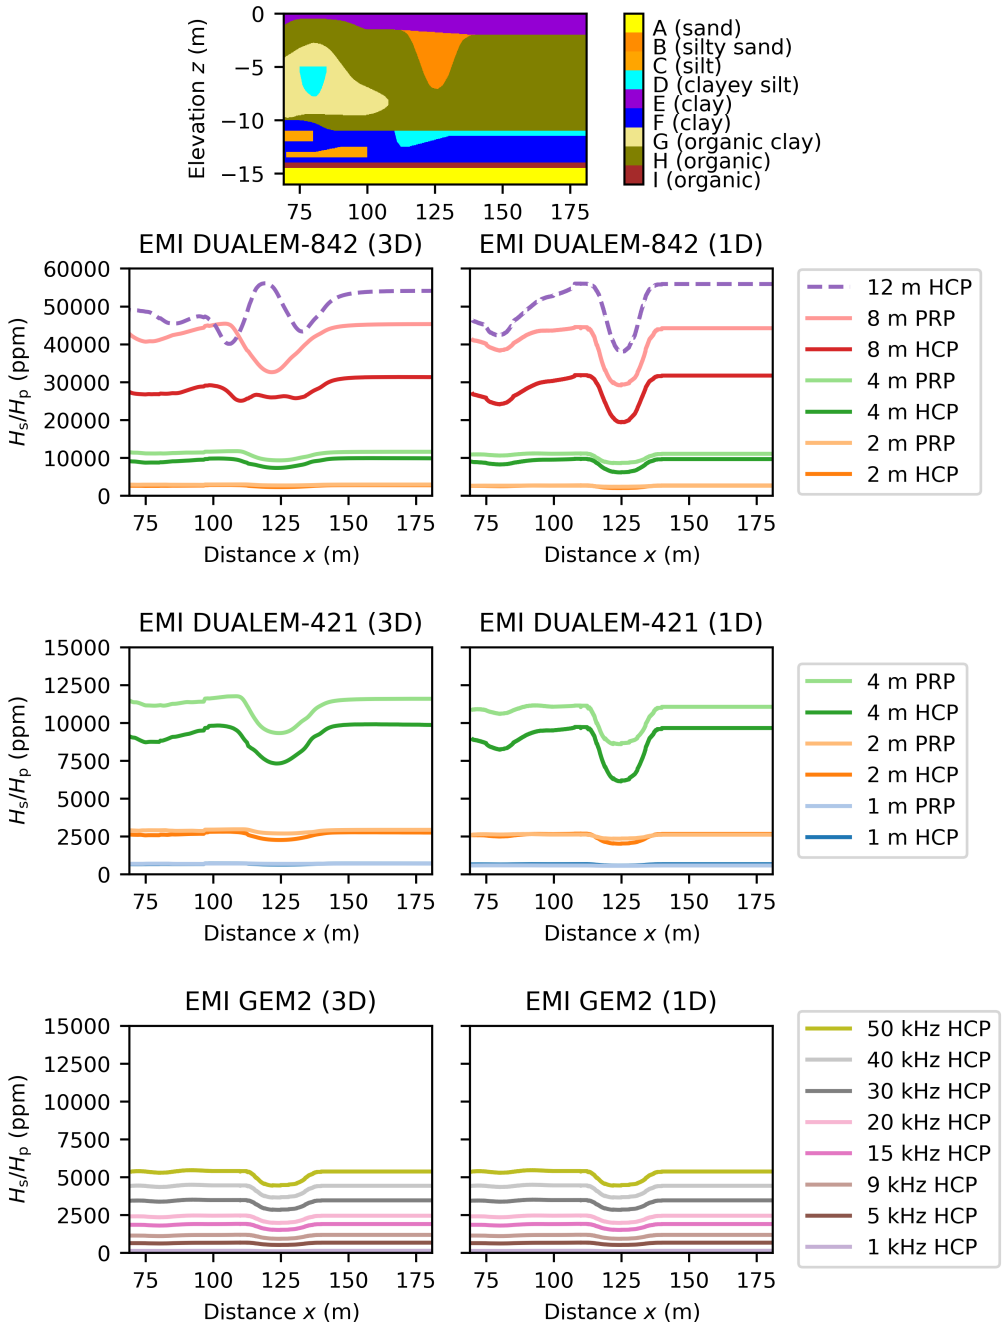 0
−5
−10
−15
Elevation z (m)
75 100 125 150 175
A (sand)
B (silty sand)
C (silt)
D (clayey silt)
E (clay)
F (clay)
G (organic clay)
H (organic)
I (organic)
EMI DUALEM-842 (3D)
EMI DUALEM-842 (1D)
60000
50000
40000
30000
20000
10000
0
Hs/Hp (ppm)
75 100 125 150 175
75 100 125 150 175
Distance x (m)
Distance x (m)
12 m HCP
8 m PRP
8 m HCP
4 m PRP
4 m HCP
2 m PRP
2 m HCP
EMI DUALEM-421 (3D)
EMI DUALEM-421 (1D)
15000
12500
10000
7500
5000
2500
0
Hs/Hp (ppm)
75 100 125 150 175
75 100 125 150 175
Distance x (m)
Distance x (m)
4 m PRP
4 m HCP
2 m PRP
2 m HCP
1 m PRP
1 m HCP
EMI GEM2 (3D)
EMI GEM2 (1D)
15000
12500
10000
7500
5000
2500
0
Hs/Hp (ppm)
75 100 125 150 175
75 100 125 150 175
Distance x (m)
Distance x (m)
50 kHz HCP
40 kHz HCP
30 kHz HCP
20 kHz HCP
15 kHz HCP
9 kHz HCP
5 kHz HCP
1 kHz HCP